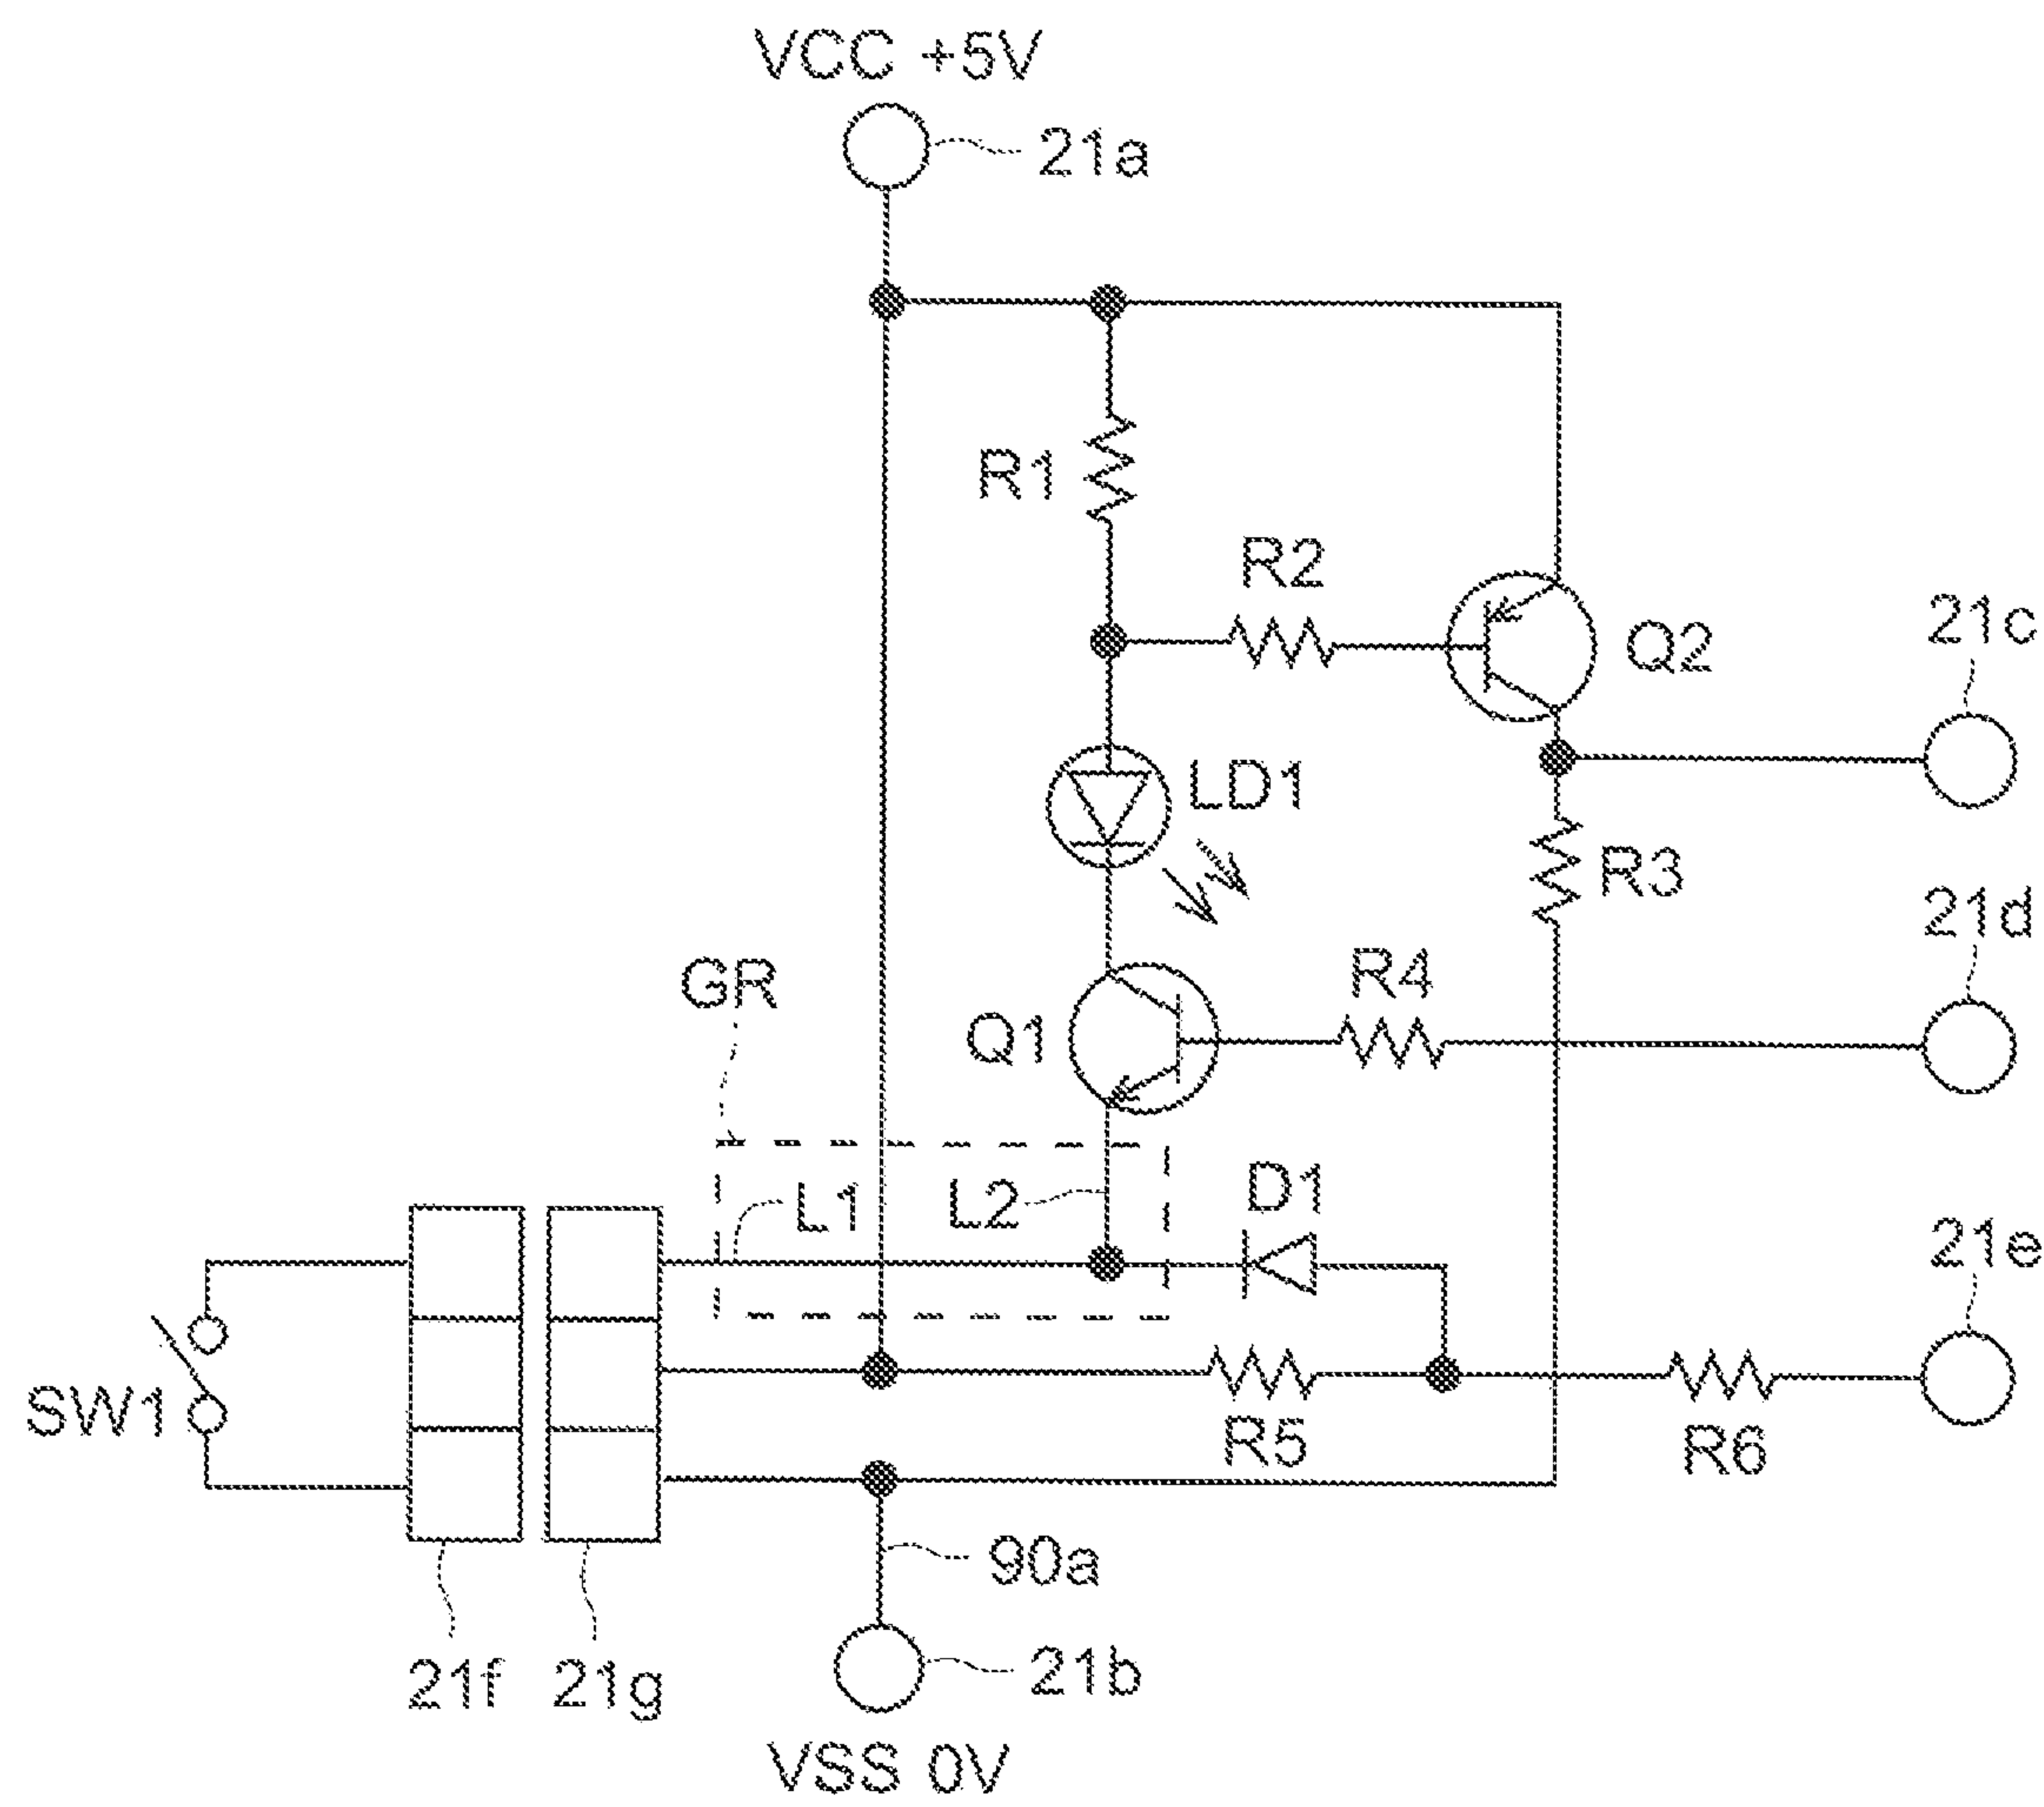 VCC +5V
21a
R1
R2
Q2
21c
LD1
R3
21d
GR
R4
Q1
L1
L2
D1
21e
SW1
R5
R6
90a
21f
21g
21b
VSS 0V